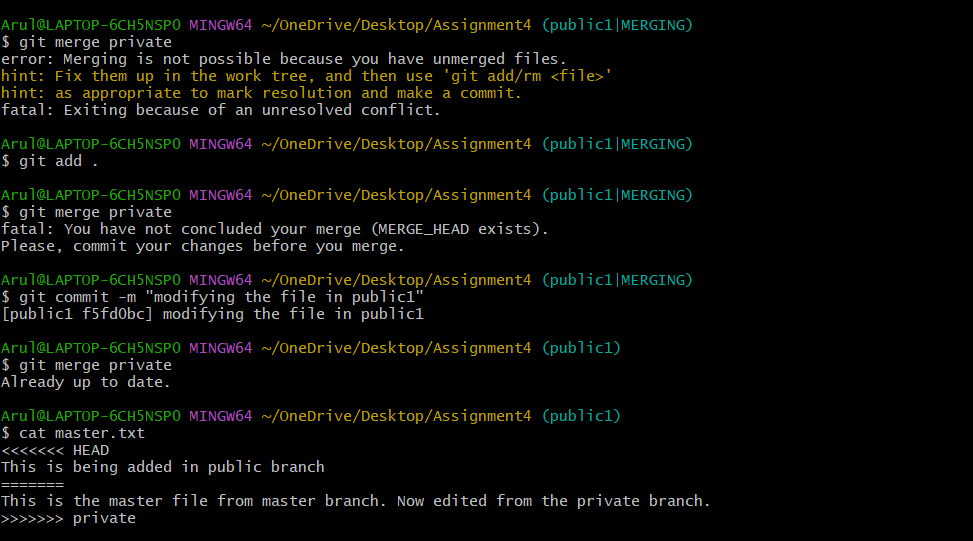 Arul@LAPTOP-6CH5NSP0 MINGW64 ~/OneDrive/Desktop/Assignment4 (public1|MERGING)
$ git merge private
error: Merging is not possible because you have unmerged files.
hint: Fix them up in the work tree, and then use 'git add/rm <file>'
hint: as appropriate to mark resolution and make a commit.
fatal: Exiting because of an unresolved conflict.
Arul@LAPTOP-6CH5NSP0 MINGW64 ~/OneDrive/Desktop/Assignment4 (public1|MERGING)
$ git add .
Arul@LAPTOP-6CH5NSP0 MINGW64 ~/OneDrive/Desktop/Assignment4 (public1|MERGING)
$ git merge private
fatal: You have not concluded your merge (MERGE_HEAD exists).
Please, commit your changes before you merge.
Arul@LAPTOP-6CH5NSP0 MINGW64 ~/OneDrive/Desktop/Assignment4 (public1|MERGING)
$ git commit -m "modifying the file in public1"
[public1 f5fd0bc] modifying the file in public1
Arul@LAPTOP-6CH5NSP0 MINGW64 ~/OneDrive/Desktop/Assignment4 (public1)
$ git merge private
Already up to date.
Arul@LAPTOP-6CH5NSP0 MINGW64 ~/OneDrive/Desktop/Assignment4 (public1)
$ cat master.txt
<<<<<<< HEAD
This is being added in public branch
=======
This is the master file from master branch. Now edited from the private branch.
>>>>>>> private